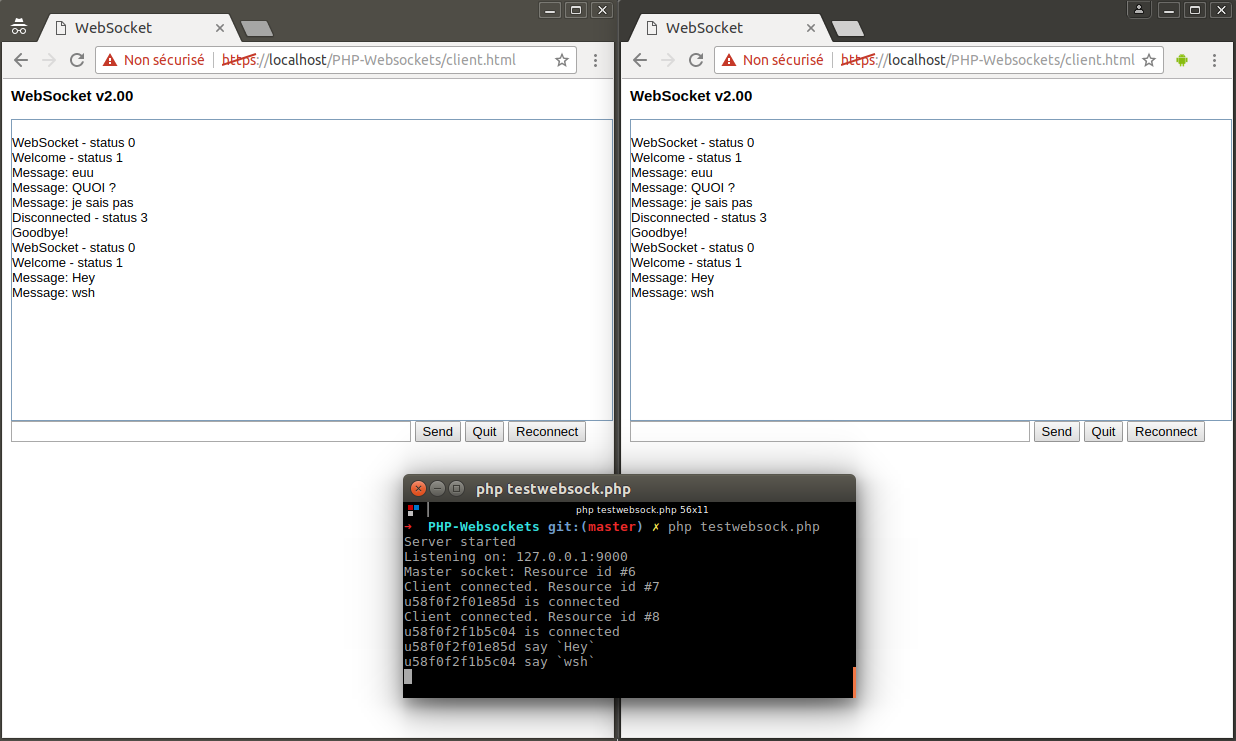 WebSocket
Non sécurisé https://localhost/PHP-Websockets/client.html
WebSocket v2.00
WebSocket - status 0
Welcome - status 1
Message: euu
Message: QUOI ?
Message: je sais pas
Disconnected - status 3
Goodbye!
WebSocket - status 0
Welcome - status 1
Message: Hey
Message: wsh
Send Quit Reconnect
WebSocket
Non sécurisé https://localhost/PHP-Websockets/client.html
WebSocket v2.00
WebSocket - status 0
Welcome - status 1
Message: euu
Message: QUOI ?
Message: je sais pas
Disconnected - status 3
Goodbye!
WebSocket - status 0
Welcome - status 1
Message: Hey
Message: wsh
Send Quit Reconnect
php testwebsock.php
php testwebsock.php 56x11
➜ PHP-Websockets git:(master) ✗ php testwebsock.php
Server started
Listening on: 127.0.0.1:9000
Master socket: Resource id #6
Client connected. Resource id #7
u58f0f2f01e85d is connected
Client connected. Resource id #8
u58f0f2f1b5c04 is connected
u58f0f2f01e85d say `Hey`
u58f0f2f1b5c04 say `wsh`